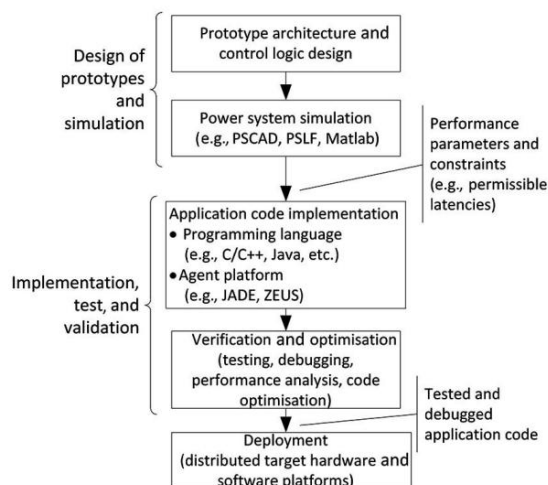 Prototype architecture and
control logic design
Design of
prototypes
and
simulation
Power system simulation
(e.g., PSCAD, PSLF, Matlab)
Performance
parameters and
constraints
(e.g., permissible
latencies)
Application code implementation
• Programming language
(e.g., C/C++, Java, etc.)
• Agent platform
(e.g., JADE, ZEUS)
Implementation,
test, and
validation
Verification and optimisation
(testing, debugging,
performance analysis, code
optimisation)
Tested and
debugged
application code
Deployment
(distributed target hardware and
software platforms)